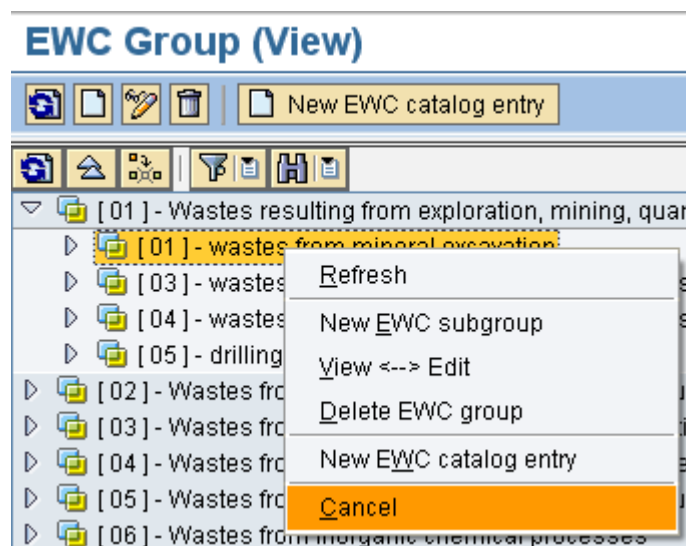 EWC Group (View)
New EWC catalog entry
[ 01 ] - Wastes resulting from exploration, mining, quar
[ 01 ] - wastes from mineral excavation
[ 03 ] - wastes
Refresh
[ 04 ] - wastes
New EWC subgroup
[ 05 ] - drilling
View <--> Edit
[ 02 ] - Wastes fro
Delete EWC group
[ 03 ] - Wastes fro
[ 04 ] - Wastes fro
New EWC catalog entry
[ 05 ] - Wastes fro
Cancel
[ 06 ] - Wastes from inorganic chemical processes